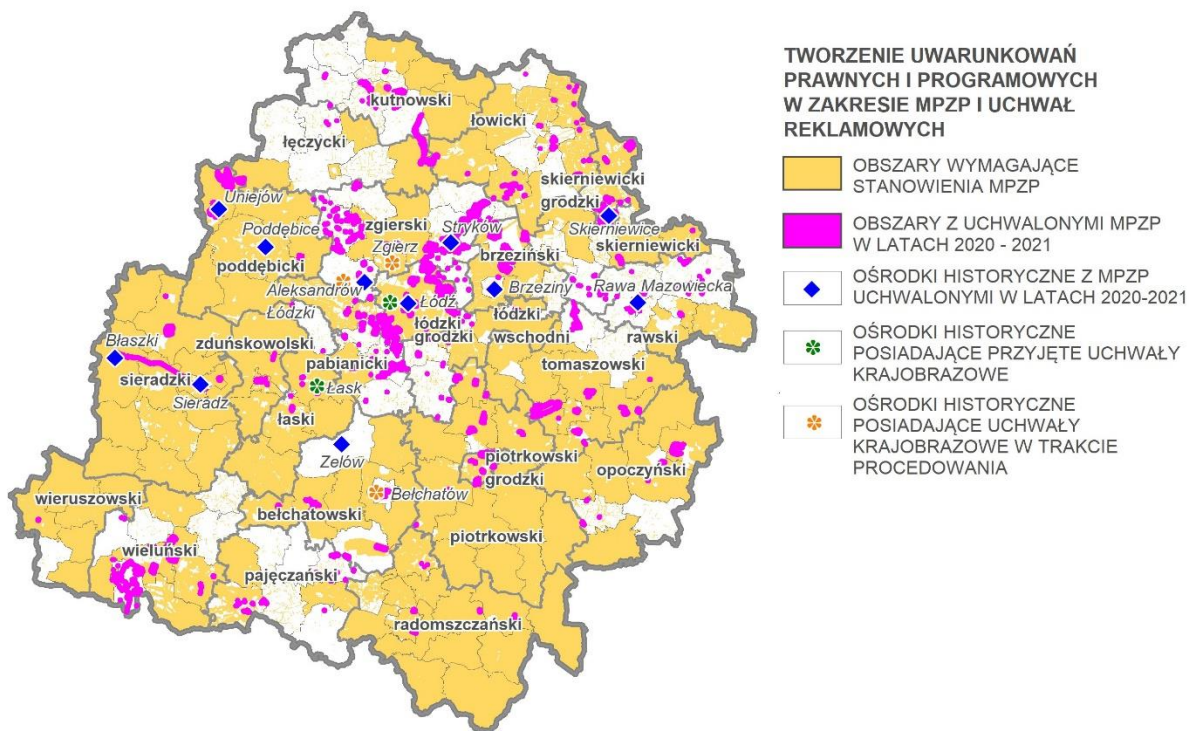 kutnowski
łowicki
łęczycki
skierniewicki
grodzki
Uniejów
zgierski
Stryków
Skierniewice
Poddębice
Zgierz
skierniewicki
brzeziński
poddębicki
Aleksandrów
Łódzki
Łódź
Brzeziny
Rawa Mazowiecka
łódzki
grodzki
łódzki
wschodni
rawski
Błaszki
zduńskowolski
pabianicki
tomaszowski
sieradzki
Sieradz
Łask
łaski
Zelów
piotrkowski
grodzki
opoczyński
wieruszowski
Bełchatów
bełchatowski
piotrkowski
wieluński
pajęczański
radomszczański
TWORZENIE UWARUNKOWAŃ
PRAWNYCH I PROGRAMOWYCH
W ZAKRESIE MPZP I UCHWAŁ
REKLAMOWYCH
OBSZARY WYMAGAJĄCE
STANOWIENIA MPZP
OBSZARY Z UCHWALONYMI MPZP
W LATACH 2020 - 2021
OŚRODKI HISTORYCZNE Z MPZP
UCHWALONYMI W LATACH 2020-2021
OŚRODKI HISTORYCZNE
POSIADAJĄCE PRZYJĘTE UCHWAŁY
KRAJOBRAZOWE
OŚRODKI HISTORYCZNE
POSIADAJĄCE UCHWAŁY
KRAJOBRAZOWE W TRAKCIE
PROCEDOWANIA